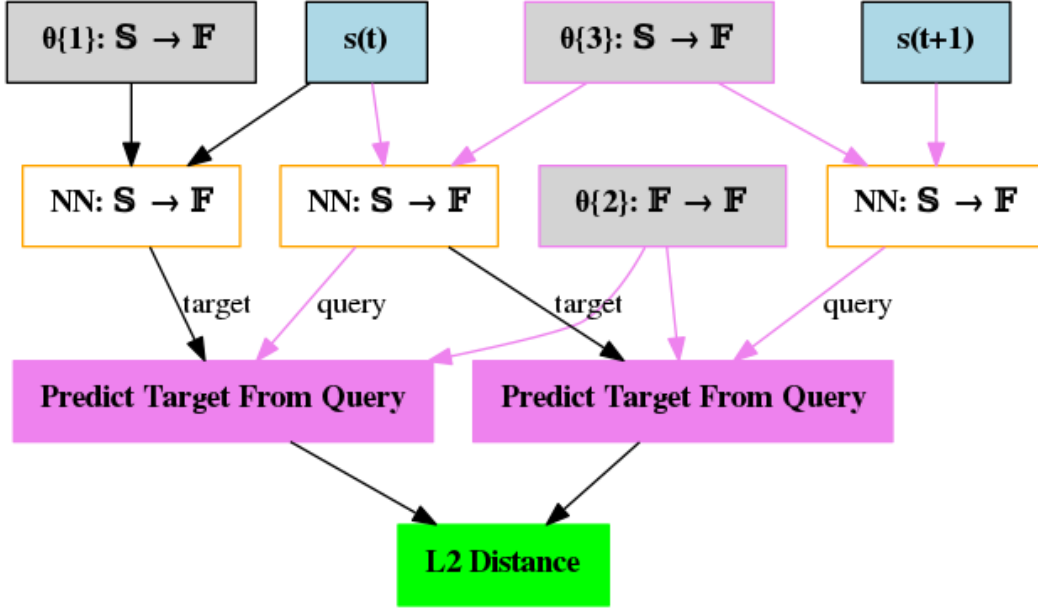 θ{1}: 𝕊 → 𝔽
s(t)
θ{3}: 𝕊 → 𝔽
s(t+1)
NN: 𝕊 → 𝔽
NN: 𝕊 → 𝔽
θ{2}: 𝔽 → 𝔽
NN: 𝕊 → 𝔽
target
query
target
query
Predict Target From Query
Predict Target From Query
L2 Distance